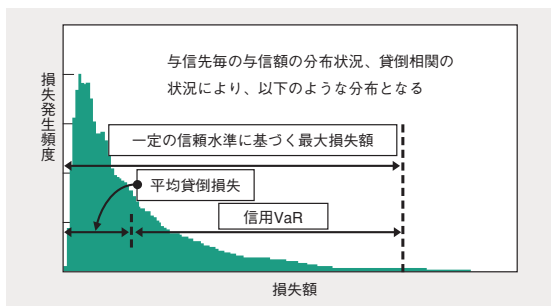 与信先毎の与信額の分布状況、貸倒相関の
状況により、以下のような分布となる
損失発生頻度
一定の信頼水準に基づく最大損失額
平均貸倒損失
信用VaR
損失額